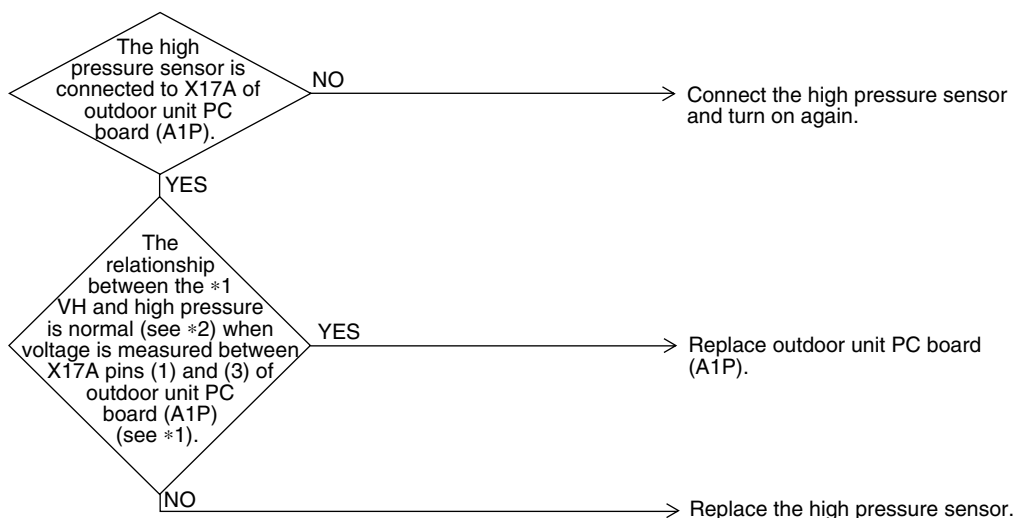 The high
pressure sensor is
connected to X17A of
outdoor unit PC
board (A1P).
NO
Connect the high pressure sensor
and turn on again.
YES
The
relationship
between the *1
VH and high pressure
is normal (see *2) when
voltage is measured between
X17A pins (1) and (3) of
outdoor unit PC
board (A1P)
(see *1).
YES
Replace outdoor unit PC board
(A1P).
NO
Replace the high pressure sensor.